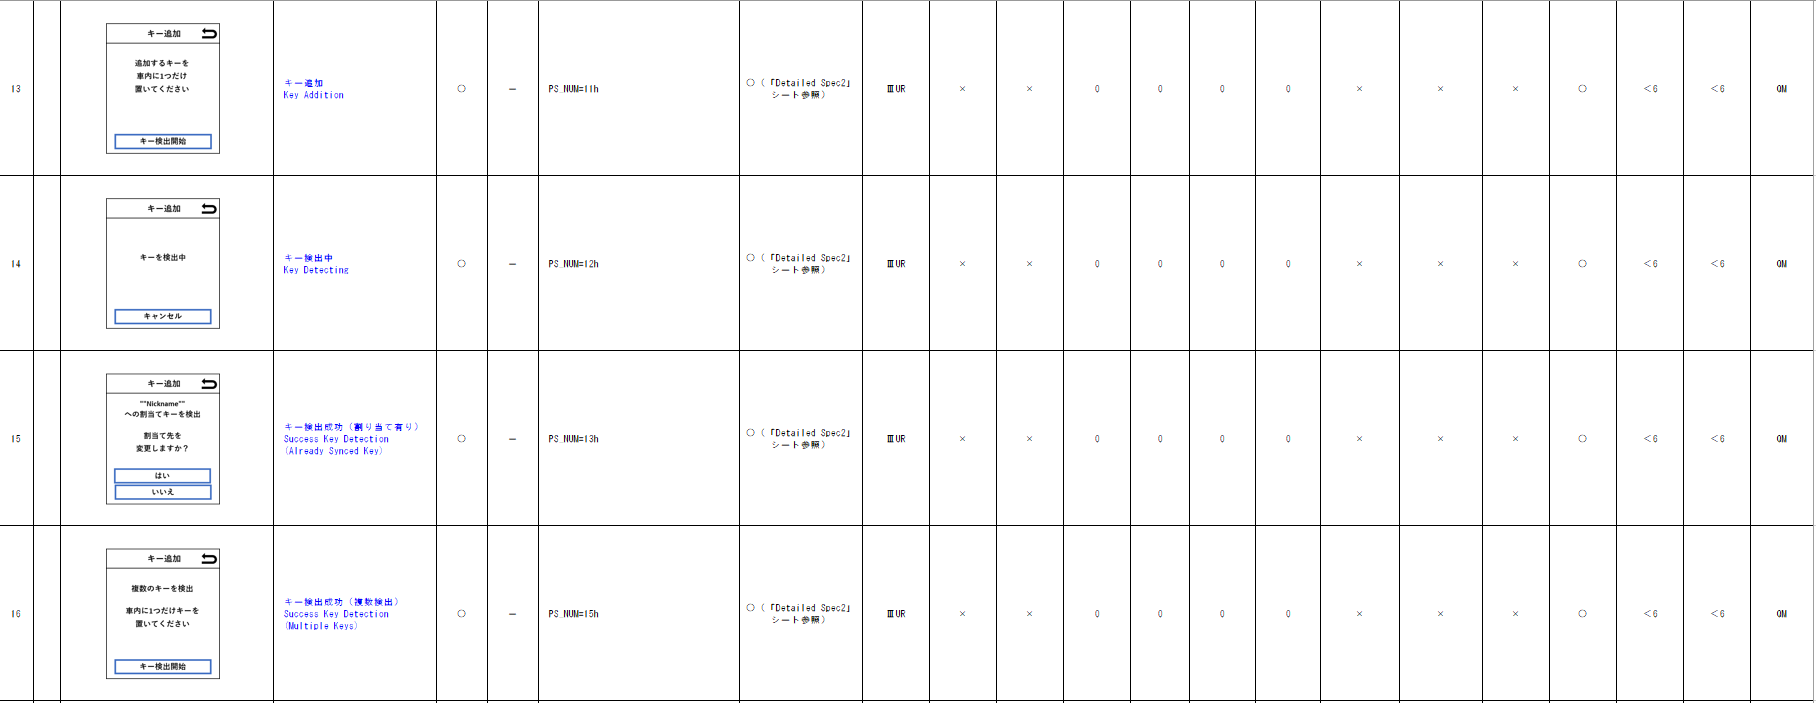 キー追加
追加するキーを
車内に1つだけ
置いてください
キー検出開始
13
キー追加
Key Addition
○
－
PS_NUM=11h
○（「Detailed Spec2」
シート参照）
ⅢUR
×
×
0
0
0
0
×
×
×
○
＜6
＜6
QM
キー追加
キーを検出中
キャンセル
14
キー検出中
Key Detecting
○
－
PS_NUM=12h
○（「Detailed Spec2」
シート参照）
ⅢUR
×
×
0
0
0
0
×
×
×
○
＜6
＜6
QM
キー追加
""Nickname""
への割当てキーを検出
割当て先を
変更しますか？
はい
いいえ
15
キー検出成功（割り当て有り）
Success Key Detection
(Already Synced Key)
○
－
PS_NUM=13h
○（「Detailed Spec2」
シート参照）
ⅢUR
×
×
0
0
0
0
×
×
×
○
＜6
＜6
QM
キー追加
複数のキーを検出
車内に1つだけキーを
置いてください
キー検出開始
16
キー検出成功（複数検出）
Success Key Detection
(Multiple Keys)
○
－
PS_NUM=15h
○（「Detailed Spec2」
シート参照）
ⅢUR
×
×
0
0
0
0
×
×
×
○
＜6
＜6
QM